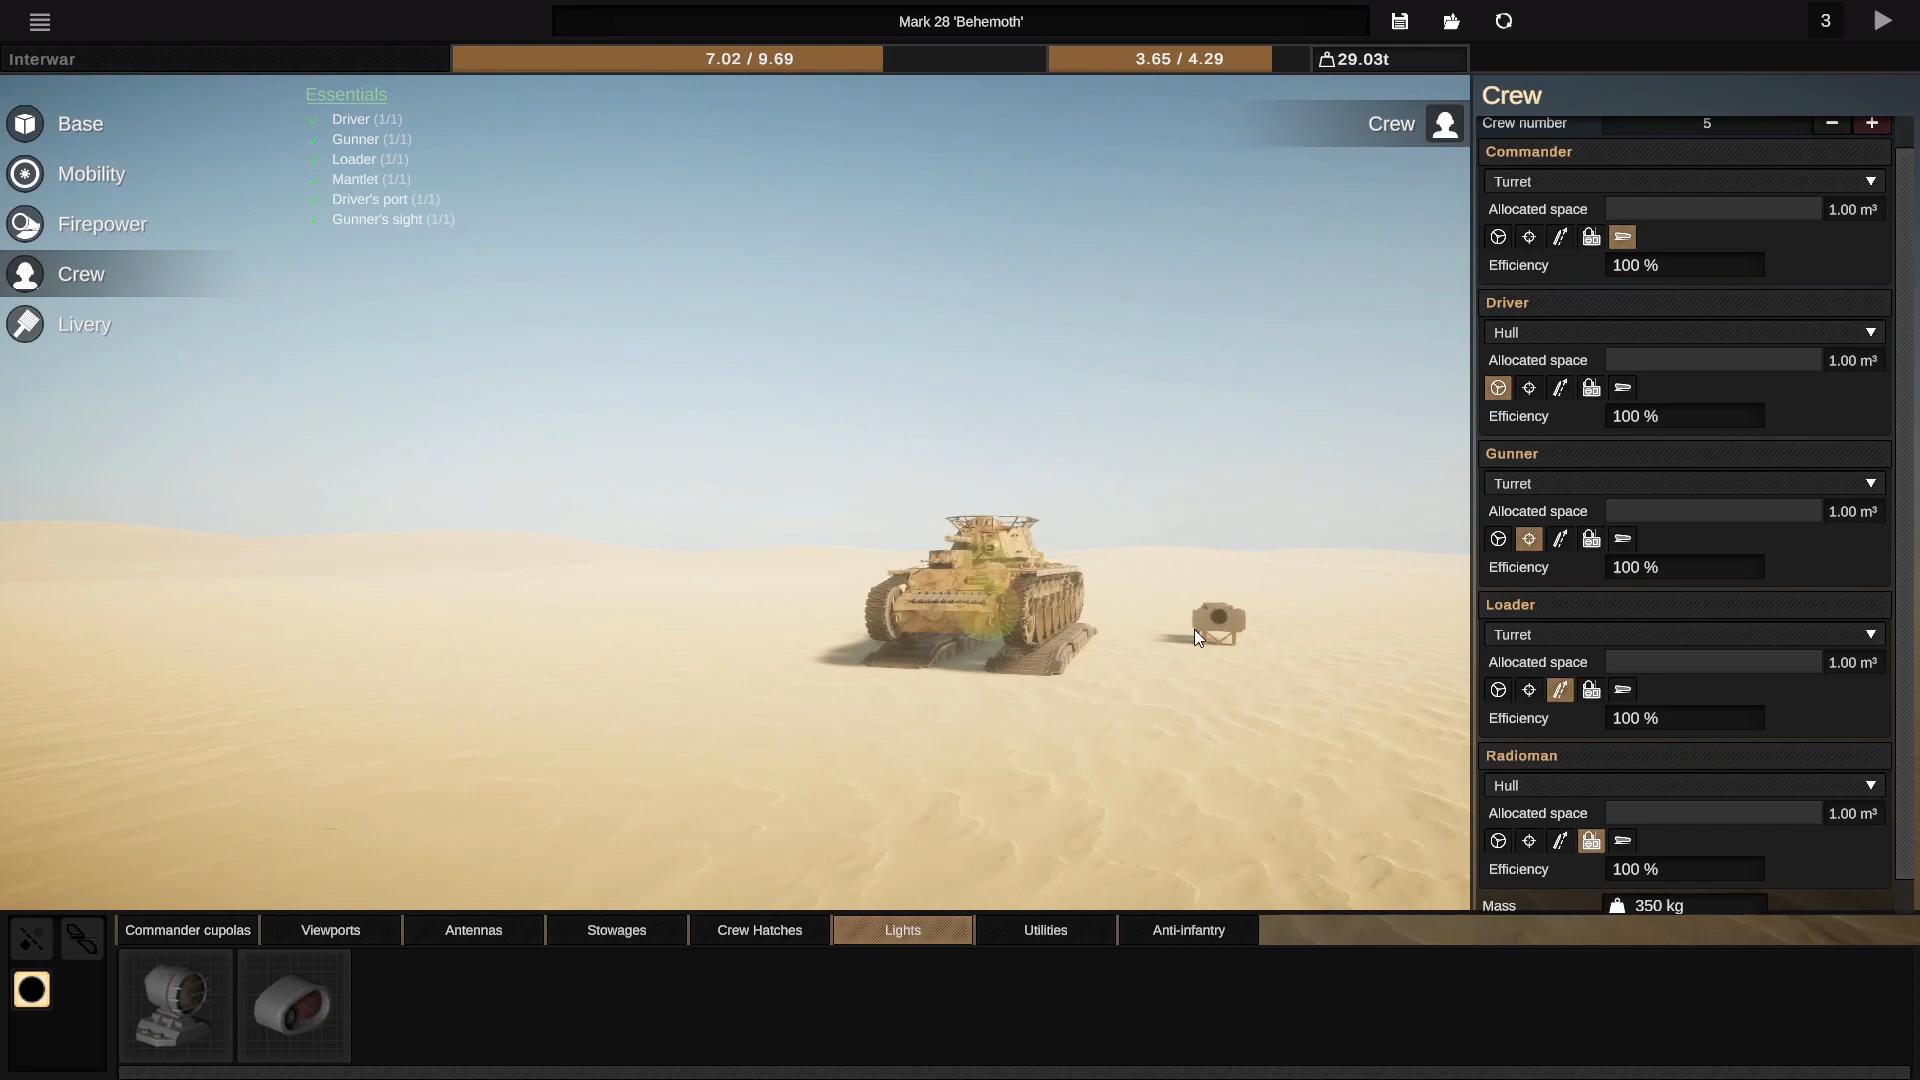 Mark 28 'Behemoth'
3
Interwar
7.02 / 9.69
3.65 / 4.29
29.03t
Base
Mobility
Firepower
Crew
Livery
Essentials
Driver (1/1)
Gunner (1/1)
Loader (1/1)
Mantlet (1/1)
Driver's port (1/1)
Gunner's sight (1/1)
Crew
Crew
Crew number 5
Commander
Turret
Allocated space 1.00 m³
Efficiency 100 %
Driver
Hull
Allocated space 1.00 m³
Efficiency 100 %
Gunner
Turret
Allocated space 1.00 m³
Efficiency 100 %
Loader
Turret
Allocated space 1.00 m³
Efficiency 100 %
Radioman
Hull
Allocated space 1.00 m³
Efficiency 100 %
Mass 350 kg
Commander cupolas Viewports Antennas Stowages Crew Hatches Lights Utilities Anti-infantry